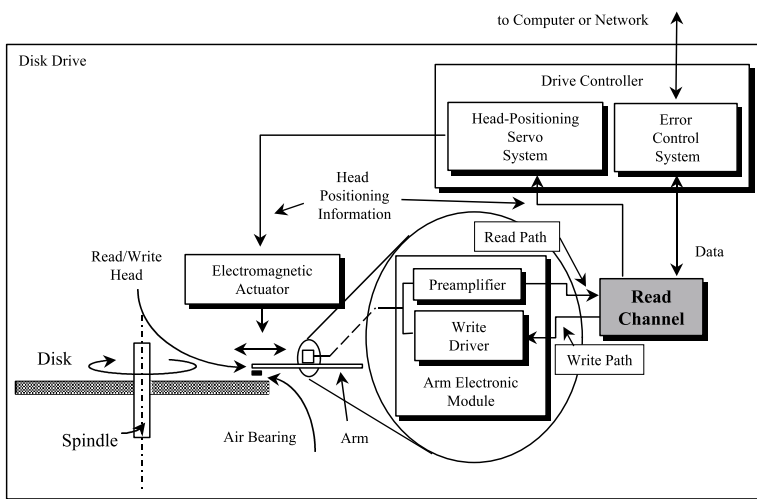 to Computer or Network
Disk Drive
Drive Controller
Head-Positioning
Servo
System
Error
Control
System
Head
Positioning
Information
Read Path
Data
Read/Write
Head
Electromagnetic
Actuator
Preamplifier
Read
Channel
Write
Driver
Write Path
Disk
Arm Electronic
Module
Spindle
Air Bearing
Arm